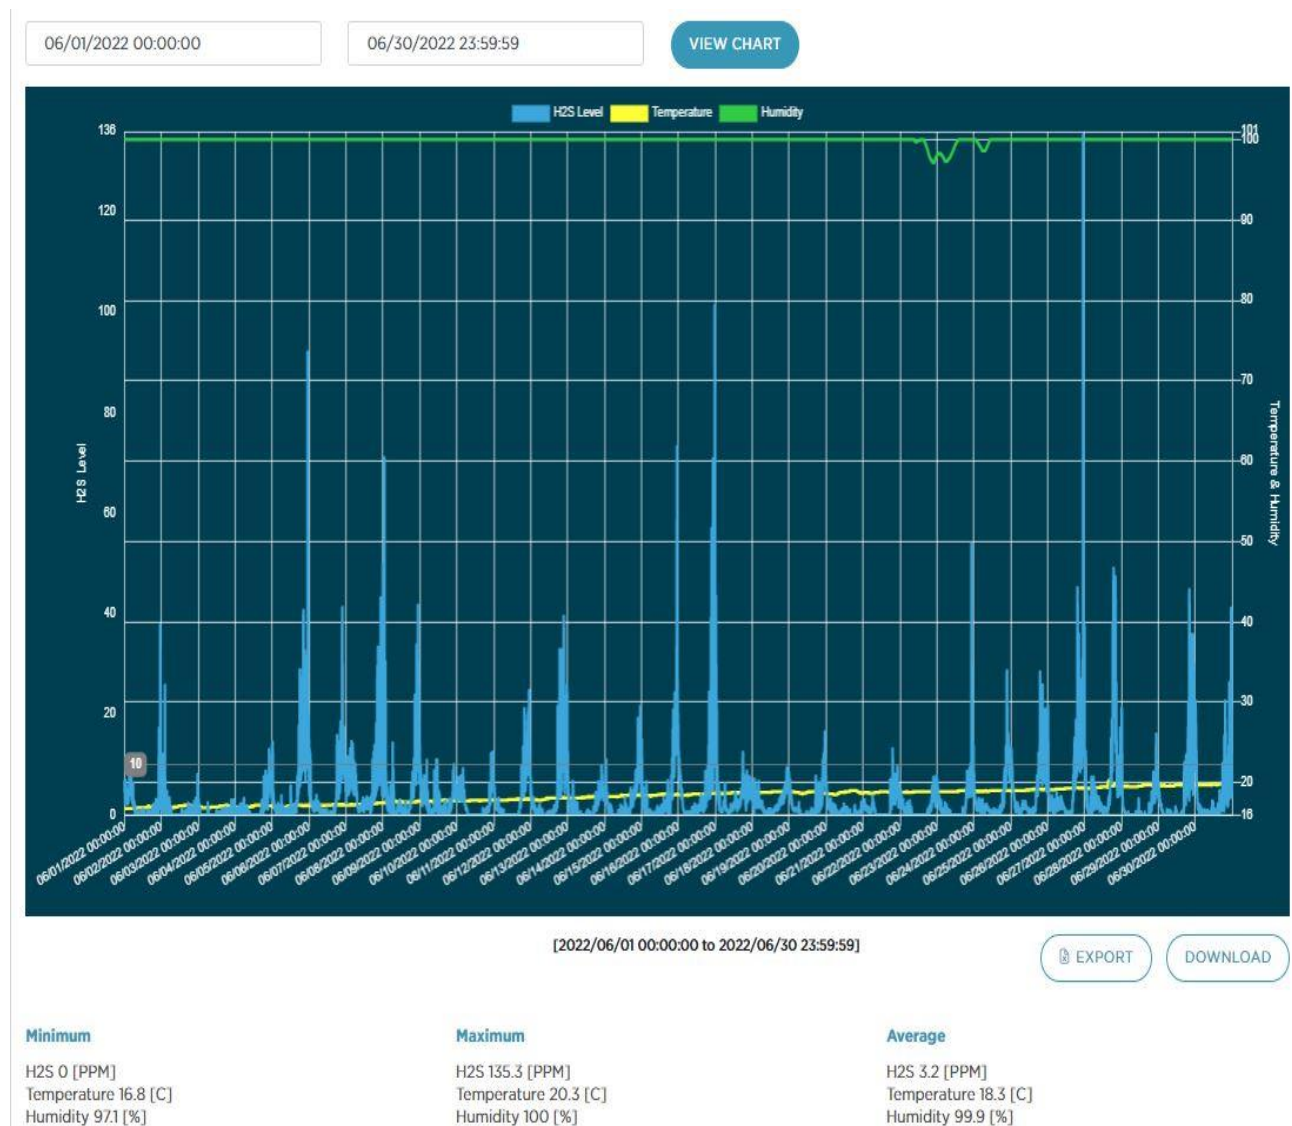 06/01/2022 00:00:00 06/30/2022 23:59:59 VIEW CHART
H2S Level Temperature Humidity
136
120
100
80
60
40
20
10
0
H2S Level
101
100
90
80
70
60
50
40
30
20
16
Temperature & Humidity
06/01/2022 00:00:00
06/02/2022 00:00:00
06/03/2022 00:00:00
06/04/2022 00:00:00
06/05/2022 00:00:00
06/06/2022 00:00:00
06/07/2022 00:00:00
06/08/2022 00:00:00
06/09/2022 00:00:00
06/10/2022 00:00:00
06/11/2022 00:00:00
06/12/2022 00:00:00
06/13/2022 00:00:00
06/14/2022 00:00:00
06/15/2022 00:00:00
06/16/2022 00:00:00
06/17/2022 00:00:00
06/18/2022 00:00:00
06/19/2022 00:00:00
06/20/2022 00:00:00
06/21/2022 00:00:00
06/22/2022 00:00:00
06/23/2022 00:00:00
06/24/2022 00:00:00
06/25/2022 00:00:00
06/26/2022 00:00:00
06/27/2022 00:00:00
06/28/2022 00:00:00
06/29/2022 00:00:00
06/30/2022 00:00:00
[2022/06/01 00:00:00 to 2022/06/30 23:59:59]
EXPORT DOWNLOAD
Minimum
H2S 0 [PPM]
Temperature 16.8 [C]
Humidity 97.1 [%]
Maximum
H2S 135.3 [PPM]
Temperature 20.3 [C]
Humidity 100 [%]
Average
H2S 3.2 [PPM]
Temperature 18.3 [C]
Humidity 99.9 [%]